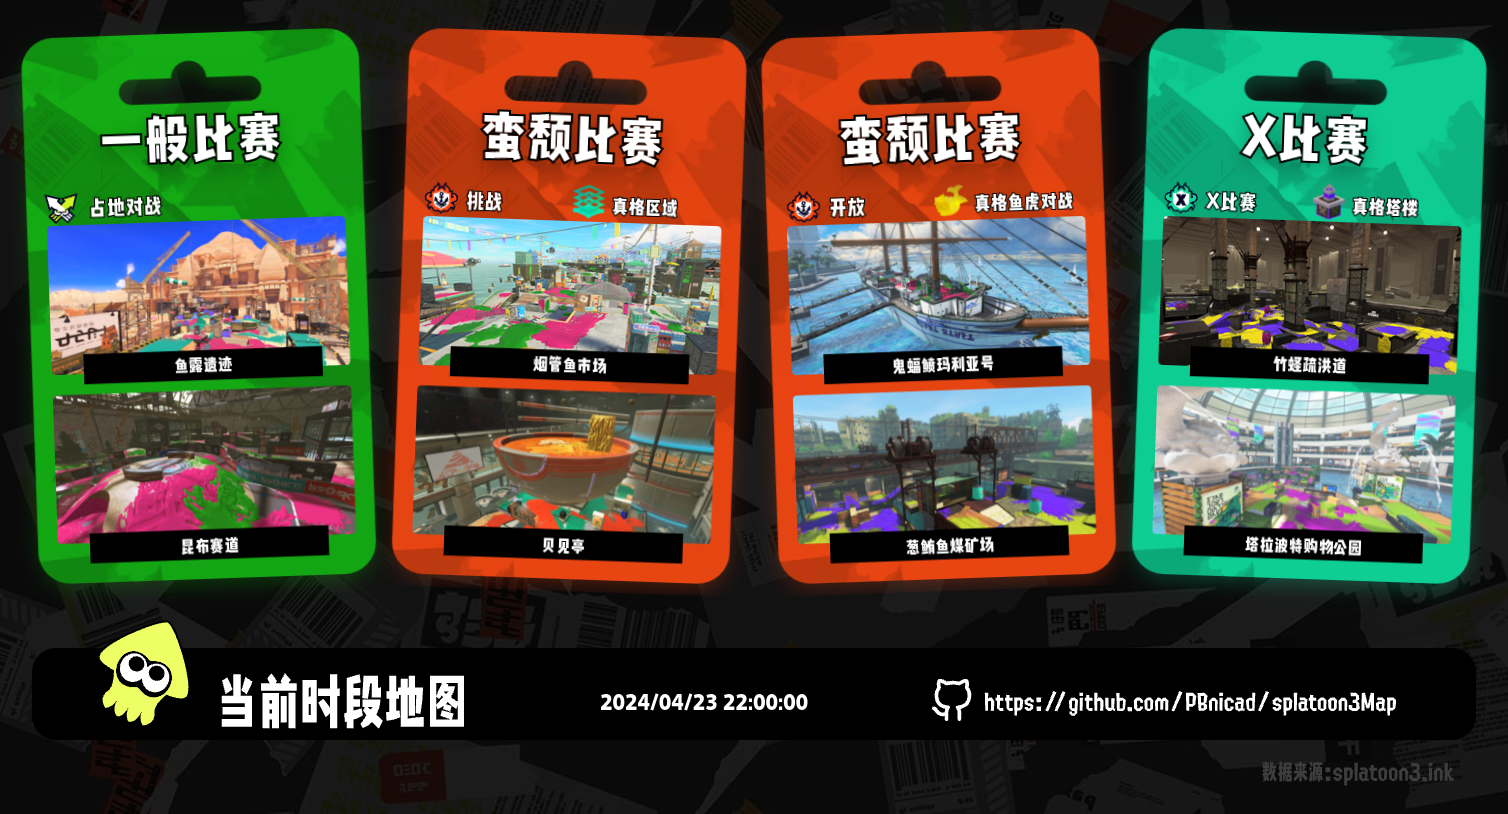 一般比赛
占地对战
鱼露遗迹
昆布赛道
蛮颓比赛
挑战
真格区域
烟管鱼市场
贝见亭
蛮颓比赛
开放
真格鱼虎对战
鬼蝠鲼玛利亚号
葱鲔鱼煤矿场
X比赛
X比赛
真格塔楼
竹蛏疏洪道
塔拉波特购物公园
当前时段地图
2024/04/23 22:00:00
https://github.com/PBnicad/splatoon3Map
数据来源:splatoon3.ink